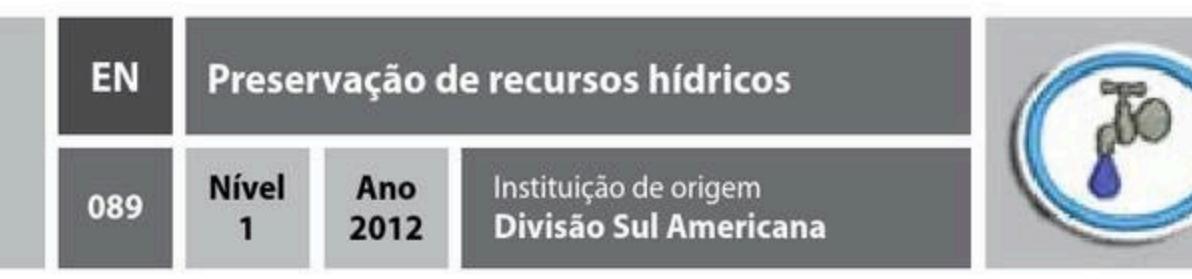 EN
Preservação de recursos hídricos
089
Nível
1
Ano
2012
Instituição de origem
Divisão Sul Americana